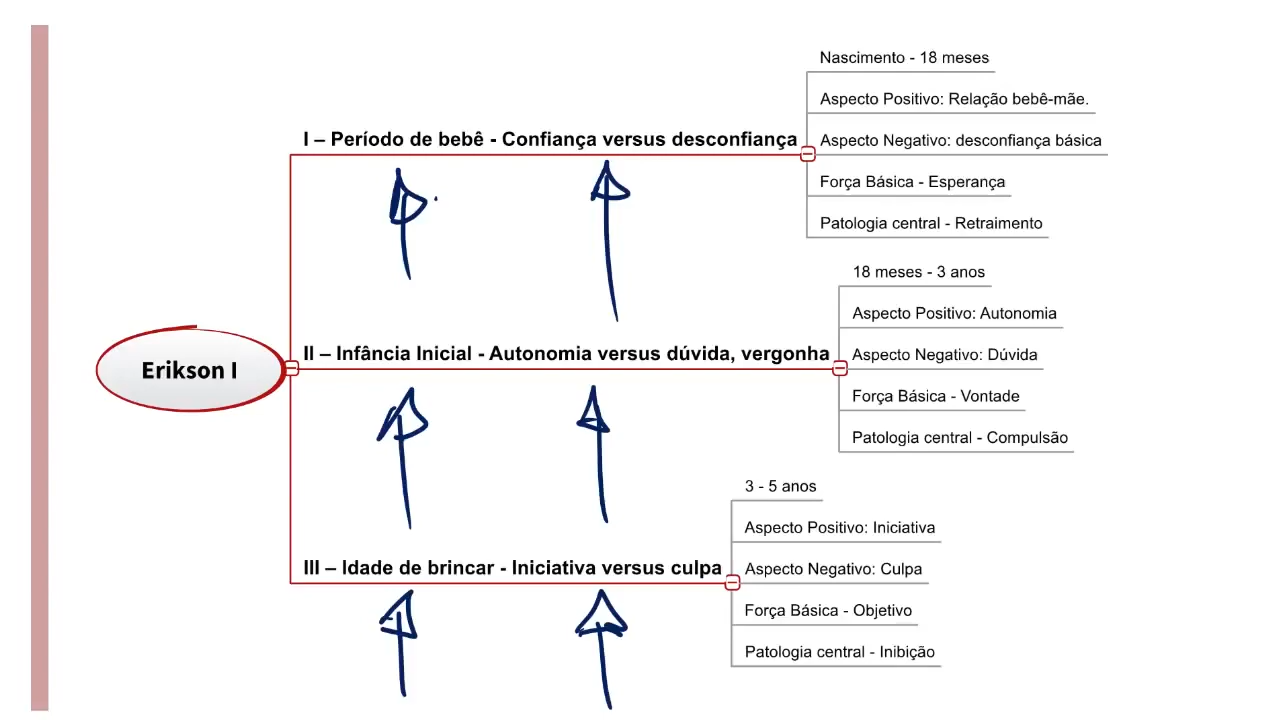 Erikson I
I – Período de bebê - Confiança versus desconfiança
Nascimento - 18 meses
Aspecto Positivo: Relação bebê-mãe.
Aspecto Negativo: desconfiança básica
Força Básica - Esperança
Patologia central - Retraimento
II – Infância Inicial - Autonomia versus dúvida, vergonha
18 meses - 3 anos
Aspecto Positivo: Autonomia
Aspecto Negativo: Dúvida
Força Básica - Vontade
Patologia central - Compulsão
III – Idade de brincar - Iniciativa versus culpa
3 - 5 anos
Aspecto Positivo: Iniciativa
Aspecto Negativo: Culpa
Força Básica - Objetivo
Patologia central - Inibição